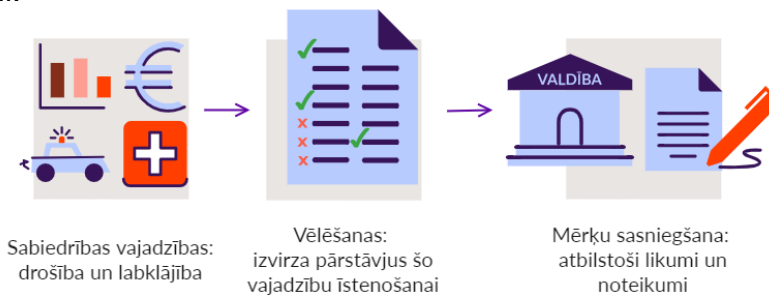 VALDĪBA
Sabiedrības vajadzības:
drošība un labklājība
Vēlēšanas:
izvirza pārstāvjus šo
vajadzību īstenošanai
Mērķu sasniegšana:
atbilstoši likumi un
noteikumi